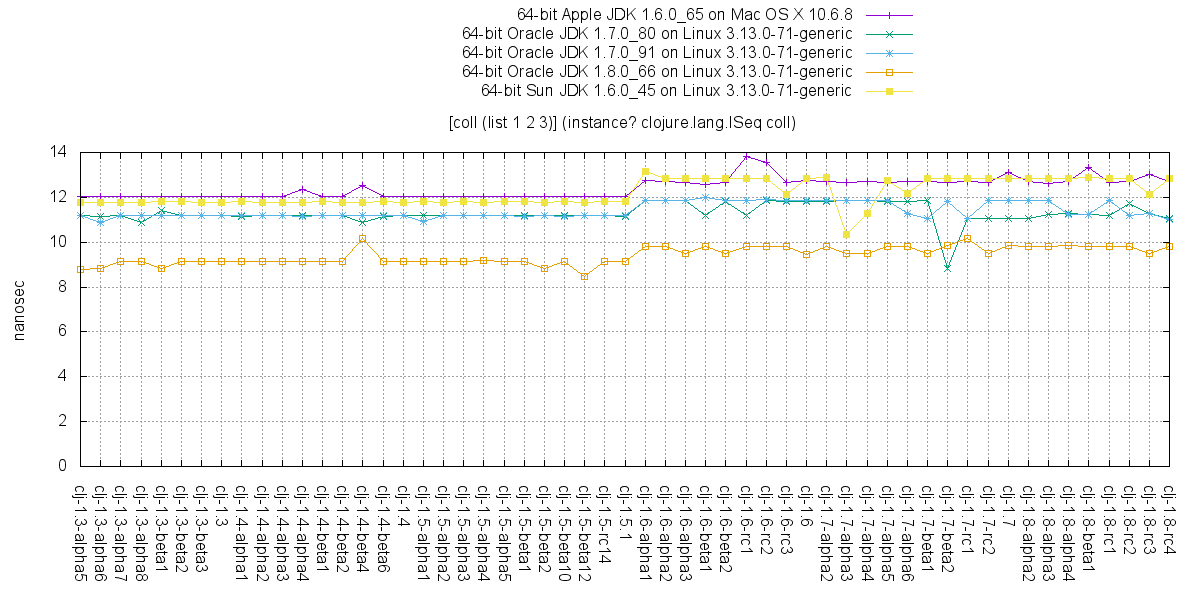 64-bit Apple JDK 1.6.0_65 on Mac OS X 10.6.8
64-bit Oracle JDK 1.7.0_80 on Linux 3.13.0-71-generic
64-bit Oracle JDK 1.7.0_91 on Linux 3.13.0-71-generic
64-bit Oracle JDK 1.8.0_66 on Linux 3.13.0-71-generic
64-bit Sun JDK 1.6.0_45 on Linux 3.13.0-71-generic
[coll (list 1 2 3)] (instance? clojure.lang.ISeq coll)
14
12
10
8
6
4
2
0
nanosec
clj-1.3-alpha5
clj-1.3-alpha6
clj-1.3-alpha7
clj-1.3-alpha8
clj-1.3-beta1
clj-1.3-beta2
clj-1.3-beta3
clj-1.3
clj-1.4-alpha1
clj-1.4-alpha2
clj-1.4-alpha3
clj-1.4-alpha4
clj-1.4-beta1
clj-1.4-beta2
clj-1.4-beta4
clj-1.4-beta6
clj-1.4
clj-1.5-alpha1
clj-1.5-alpha2
clj-1.5-alpha3
clj-1.5-alpha4
clj-1.5-alpha5
clj-1.5-beta1
clj-1.5-beta2
clj-1.5-beta10
clj-1.5-beta12
clj-1.5-rc14
clj-1.5.1
clj-1.6-alpha1
clj-1.6-alpha2
clj-1.6-alpha3
clj-1.6-beta1
clj-1.6-beta2
clj-1.6-rc1
clj-1.6-rc2
clj-1.6-rc3
clj-1.6
clj-1.7-alpha2
clj-1.7-alpha3
clj-1.7-alpha4
clj-1.7-alpha5
clj-1.7-alpha6
clj-1.7-beta1
clj-1.7-beta2
clj-1.7-rc1
clj-1.7-rc2
clj-1.7
clj-1.8-alpha2
clj-1.8-alpha3
clj-1.8-alpha4
clj-1.8-beta1
clj-1.8-rc1
clj-1.8-rc2
clj-1.8-rc3
clj-1.8-rc4